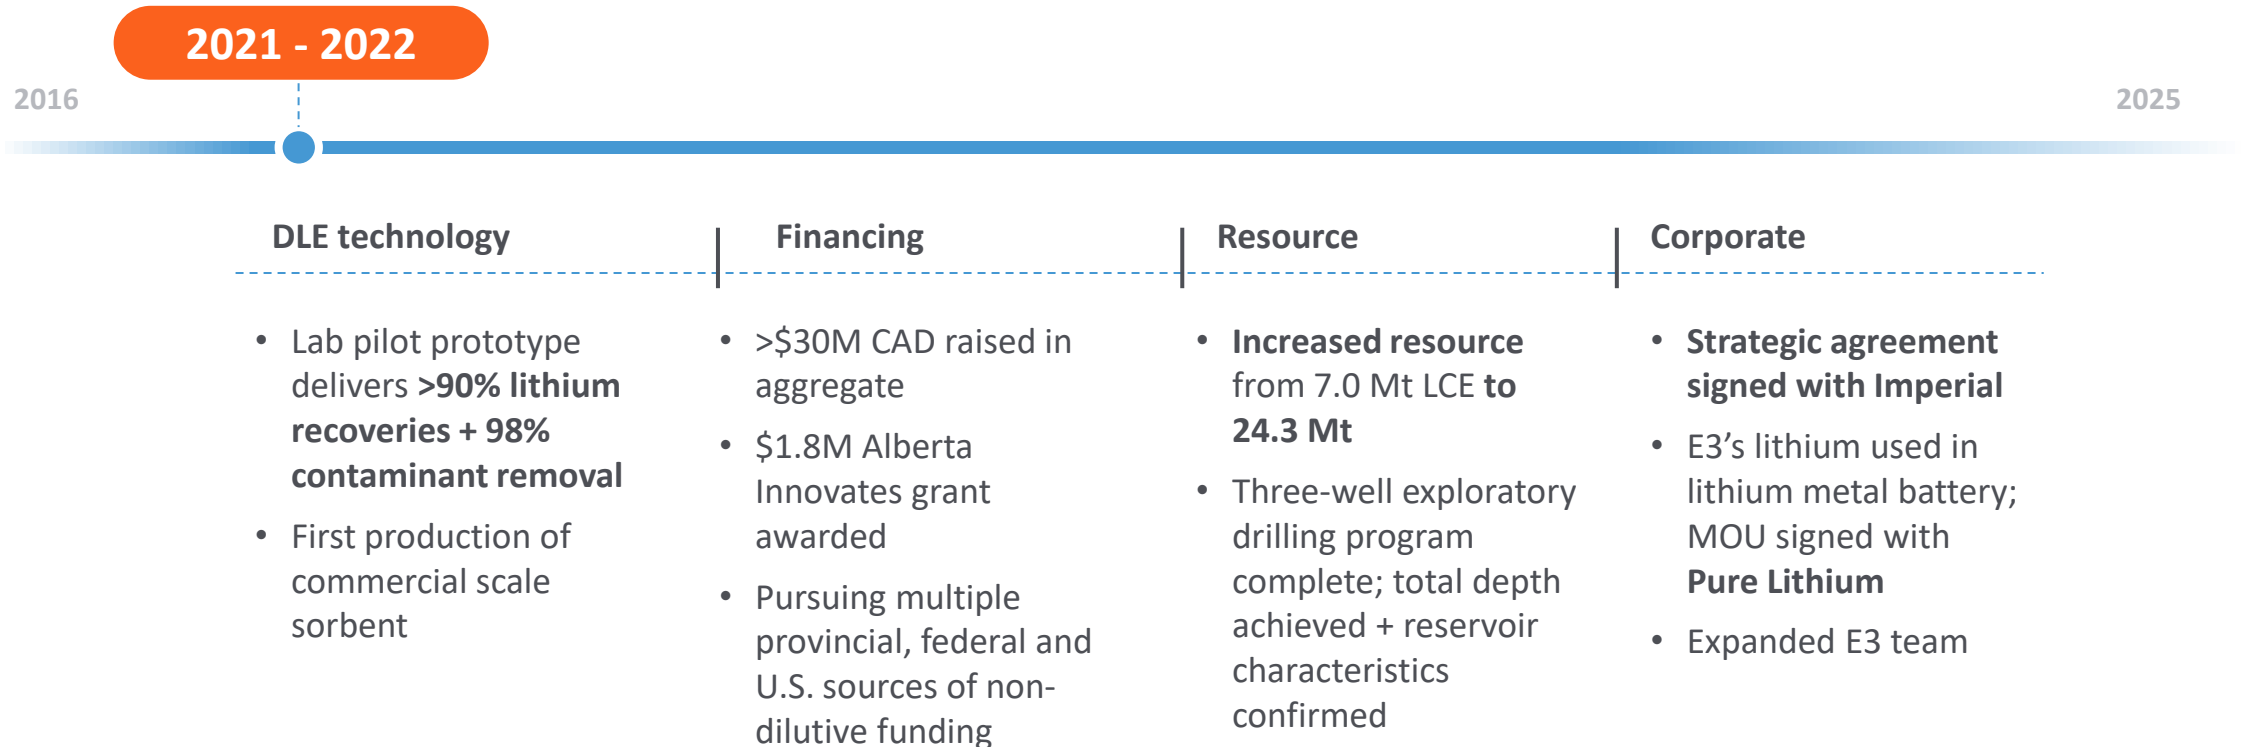 2021 - 2022
2016
2025
DLE technology
Financing
Resource
Corporate
• Lab pilot prototype
delivers >90% lithium
recoveries + 98%
contaminant removal
• First production of
commercial scale
sorbent
• >$30M CAD raised in
aggregate
• $1.8M Alberta
Innovates grant
awarded
• Pursuing multiple
provincial, federal and
U.S. sources of non-
dilutive funding
• Increased resource
from 7.0 Mt LCE to
24.3 Mt
• Three-well exploratory
drilling program
complete; total depth
achieved + reservoir
characteristics
confirmed
• Strategic agreement
signed with Imperial
• E3’s lithium used in
lithium metal battery;
MOU signed with
Pure Lithium
• Expanded E3 team